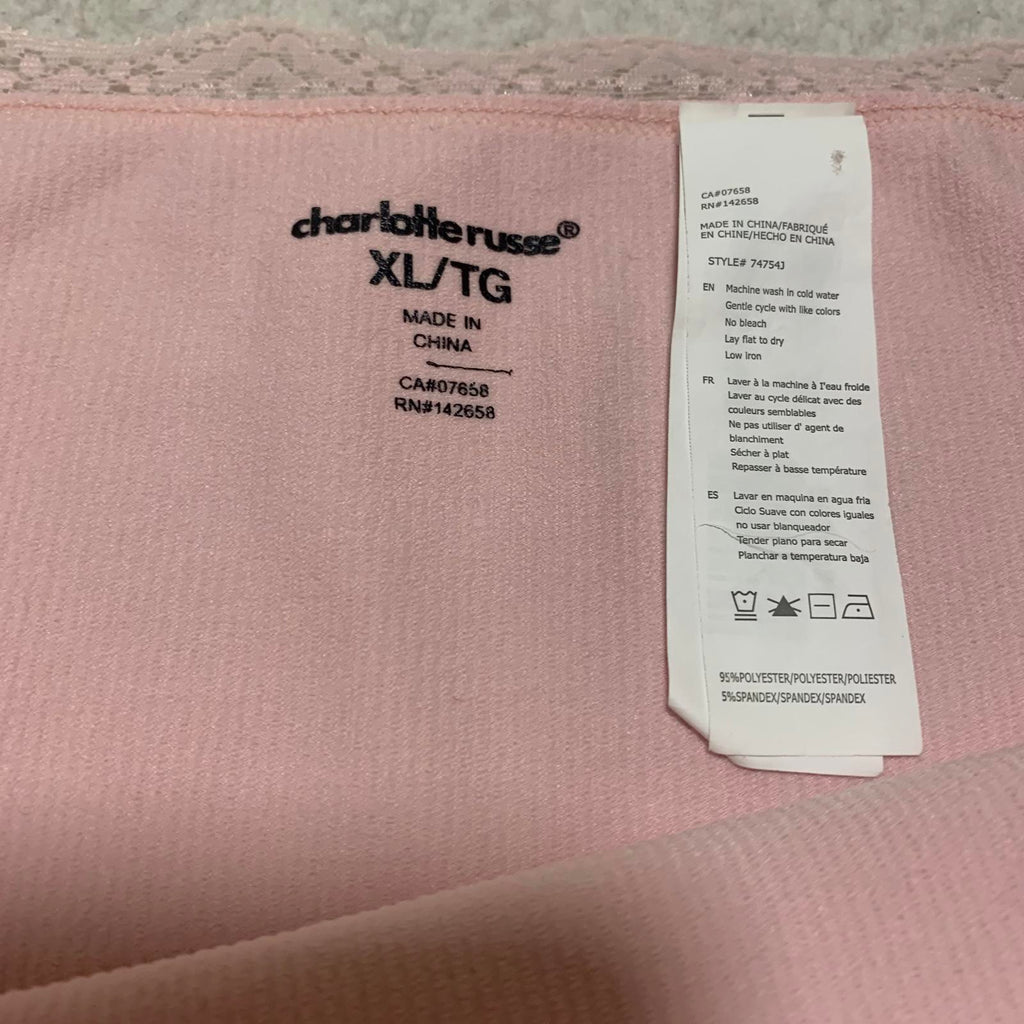 charlotte russe®
XL/TG
MADE IN
CHINA
CA#07658
RN#142658
CA#07658
RN#142658
MADE IN CHINA/FABRIQUÉ
EN CHINE/HECHO EN CHINA
STYLE# 74754J
EN Machine wash in cold water
Gentle cycle with like colors
No bleach
Lay flat to dry
Low iron
FR Laver à la machine à I'eau froide
Laver au cycle délicat avec des
couleurs semblables
Ne pas utiliser d' agent de
blanchiment
Sécher à plat
Repasser à basse température
ES Lavar en maquina en agua fria
Ciclo Suave con colores iguales
no usar blanqueador
Tender plano para secar
Planchar a temperatura baja
95%POLYESTER/POLYESTER/POLIESTER
5%SPANDEX/SPANDEX/SPANDEX